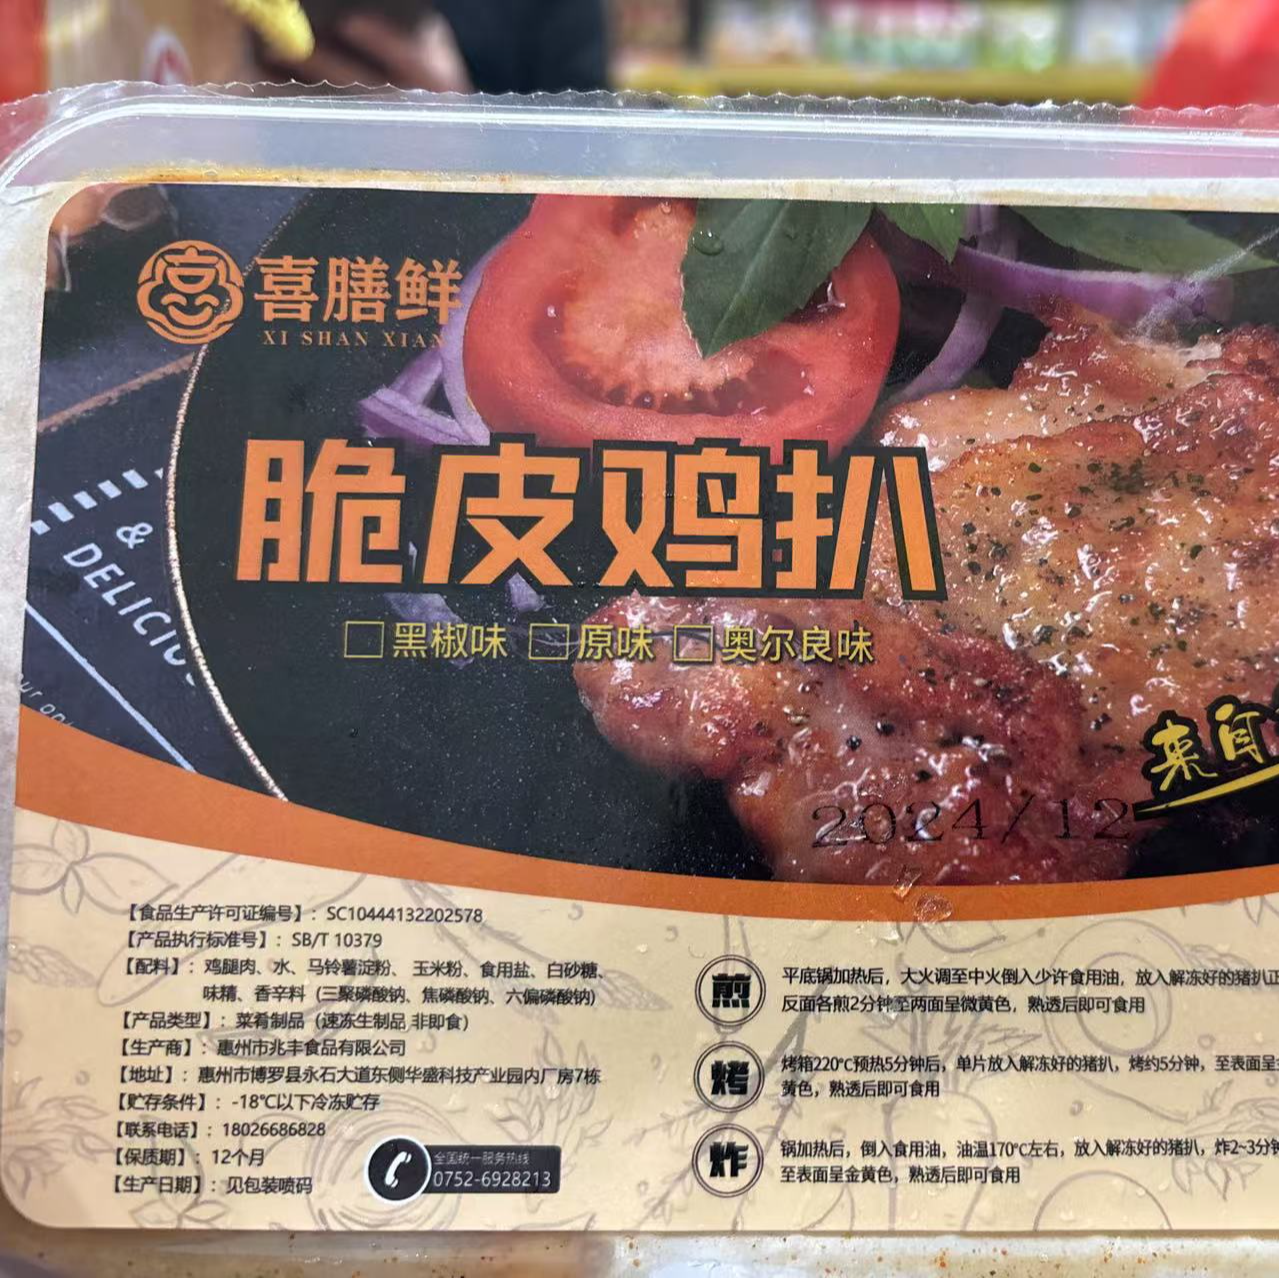 喜膳鲜
XI SHAN XIAN
&
DELICIO
脆皮鸡扒
□黑椒味 □原味 □奥尔良味
来自
2024/12
【食品生产许可证编号】：SC10444132202578
【产品执行标准号】：SB/T 10379
【配料】：鸡腿肉、水、马铃薯淀粉、玉米粉、食用盐、白砂糖、
味精、香辛料（三聚磷酸钠、焦磷酸钠、六偏磷酸钠）
【产品类型】：菜肴制品（速冻生制品 非即食）
【生产商】：惠州市兆丰食品有限公司
【地址】：惠州市博罗县永石大道东侧华盛科技产业园内厂房7栋
【贮存条件】：-18℃以下冷冻贮存
【联系电话】：18026686828
【保质期】：12个月
【生产日期】：见包装喷码
全国统一服务热线
0752-6928213
煎
平底锅加热后，大火调至中火倒入少许食用油，放入解冻好的猪扒正
反面各煎2分钟至两面呈微黄色，熟透后即可食用
烤
烤箱220℃预热5分钟后，单片放入解冻好的猪扒，烤约5分钟，至表面呈
黄色，熟透后即可食用
炸
锅加热后，倒入食用油，油温170℃左右，放入解冻好的猪扒，炸2~3分钟
至表面呈金黄色，熟透后即可食用